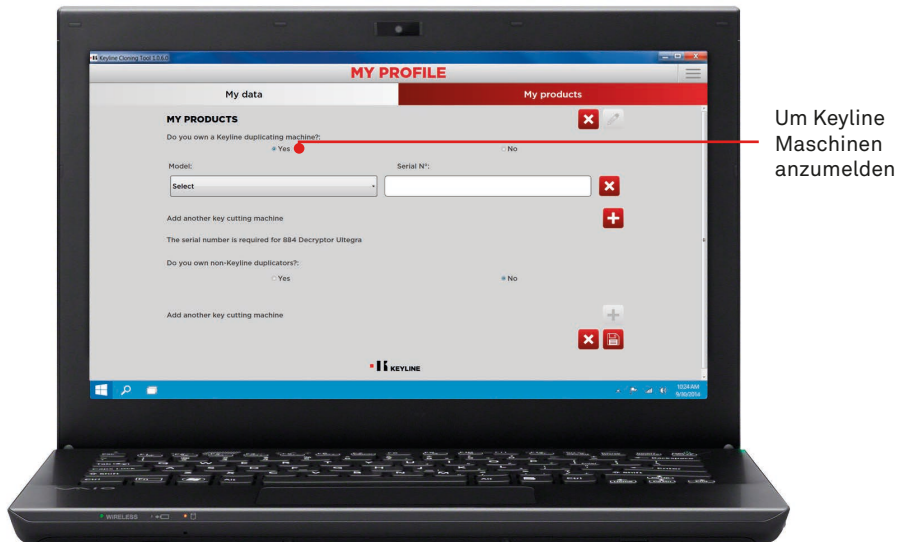 Keyline Cloning Tool 1.0.6.0
MY PROFILE
My data
My products
MY PRODUCTS
Do you own a Keyline duplicating machine?:
Yes
No
Model:
Serial N°:
Select
Add another key cutting machine
The serial number is required for 884 Decryptor Ultegra
Do you own non-Keyline duplicators?:
Yes
No
Add another key cutting machine
KEYLINE
10:24 AM
9/30/2014
Um Keyline
Maschinen
anzumelden
VAIO
WIRELESS